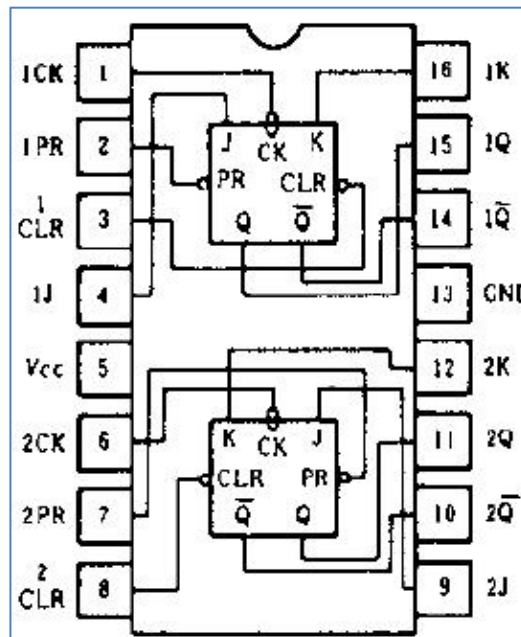 1CK 1 16 1K
1PR 2 15 1Q
1
CLR 3 14 1Q̅
1J 4 13 GND
Vcc 5 12 2K
2CK 6 11 2Q
2PR 7 10 2Q̅
2
CLR 8 9 2J
J CK K
PR CLR
Q Q̅
K CK J
CLR PR
Q̅ Q